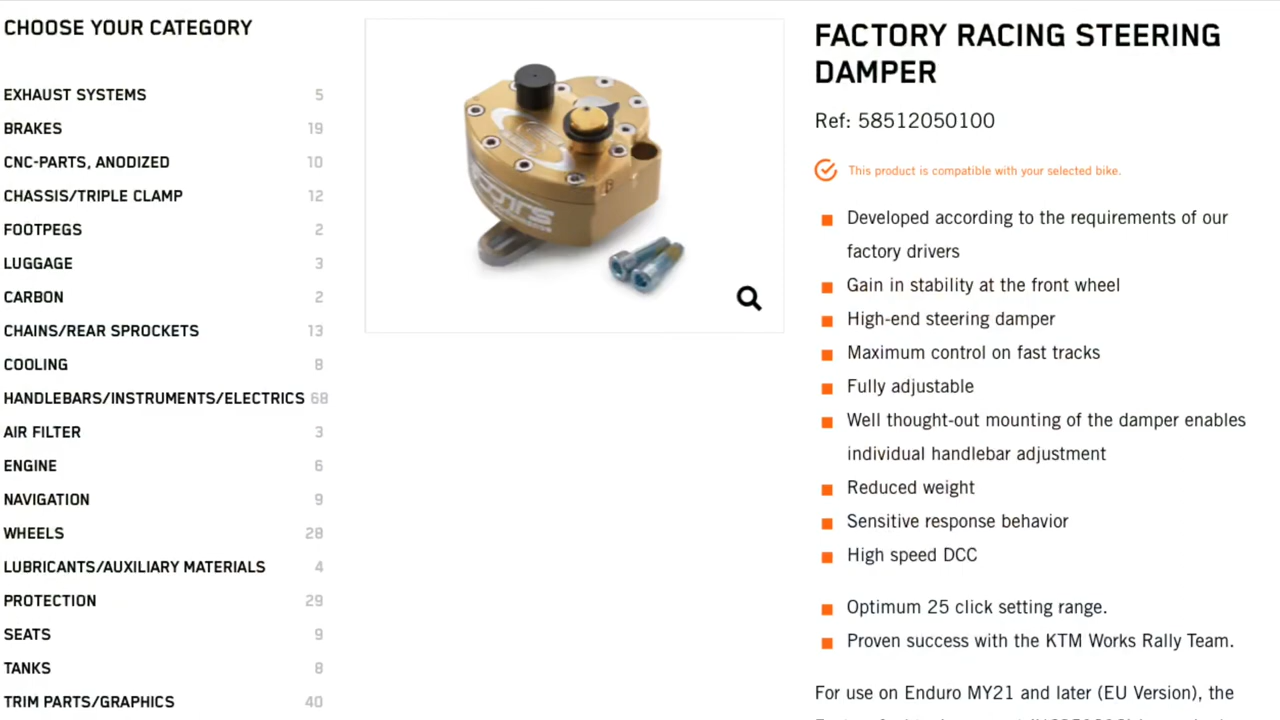 CHOOSE YOUR CATEGORY
EXHAUST SYSTEMS 5
BRAKES 19
CNC-PARTS, ANODIZED 10
CHASSIS/TRIPLE CLAMP 12
FOOTPEGS 2
LUGGAGE 3
CARBON 2
CHAINS/REAR SPROCKETS 13
COOLING 8
HANDLEBARS/INSTRUMENTS/ELECTRICS 68
AIR FILTER 3
ENGINE 6
NAVIGATION 9
WHEELS 28
LUBRICANTS/AUXILIARY MATERIALS 4
PROTECTION 29
SEATS 9
TANKS 8
TRIM PARTS/GRAPHICS 40
FACTORY RACING STEERING
DAMPER
Ref: 58512050100
This product is compatible with your selected bike.
Developed according to the requirements of our
factory drivers
Gain in stability at the front wheel
High-end steering damper
Maximum control on fast tracks
Fully adjustable
Well thought-out mounting of the damper enables
individual handlebar adjustment
Reduced weight
Sensitive response behavior
High speed DCC
Optimum 25 click setting range.
Proven success with the KTM Works Rally Team.
For use on Enduro MY21 and later (EU Version), the